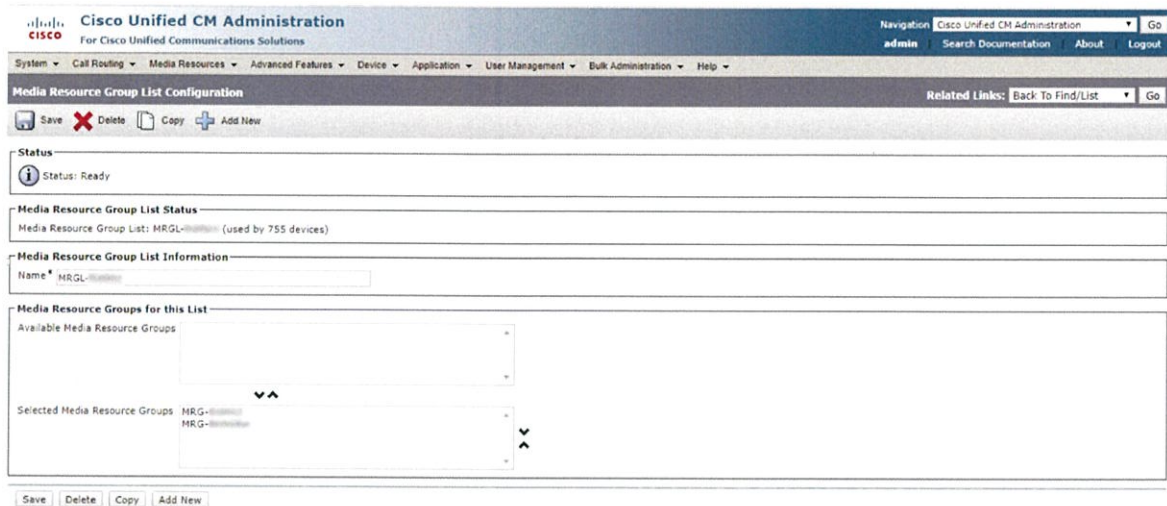 CISCO
Cisco Unified CM Administration
For Cisco Unified Communications Solutions
Navigation Cisco Unified CM Administration Go
admin Search Documentation About Logout
System Call Routing Media Resources Advanced Features Device Application User Management Bulk Administration Help
Media Resource Group List Configuration
Related Links: Back To Find/List Go
Save Delete Copy Add New
Status
Status: Ready
Media Resource Group List Status
Media Resource Group List: MRGL- (used by 755 devices)
Media Resource Group List Information
Name* MRGL-
Media Resource Groups for this List
Available Media Resource Groups
Selected Media Resource Groups MRG-
MRG-
Save Delete Copy Add New